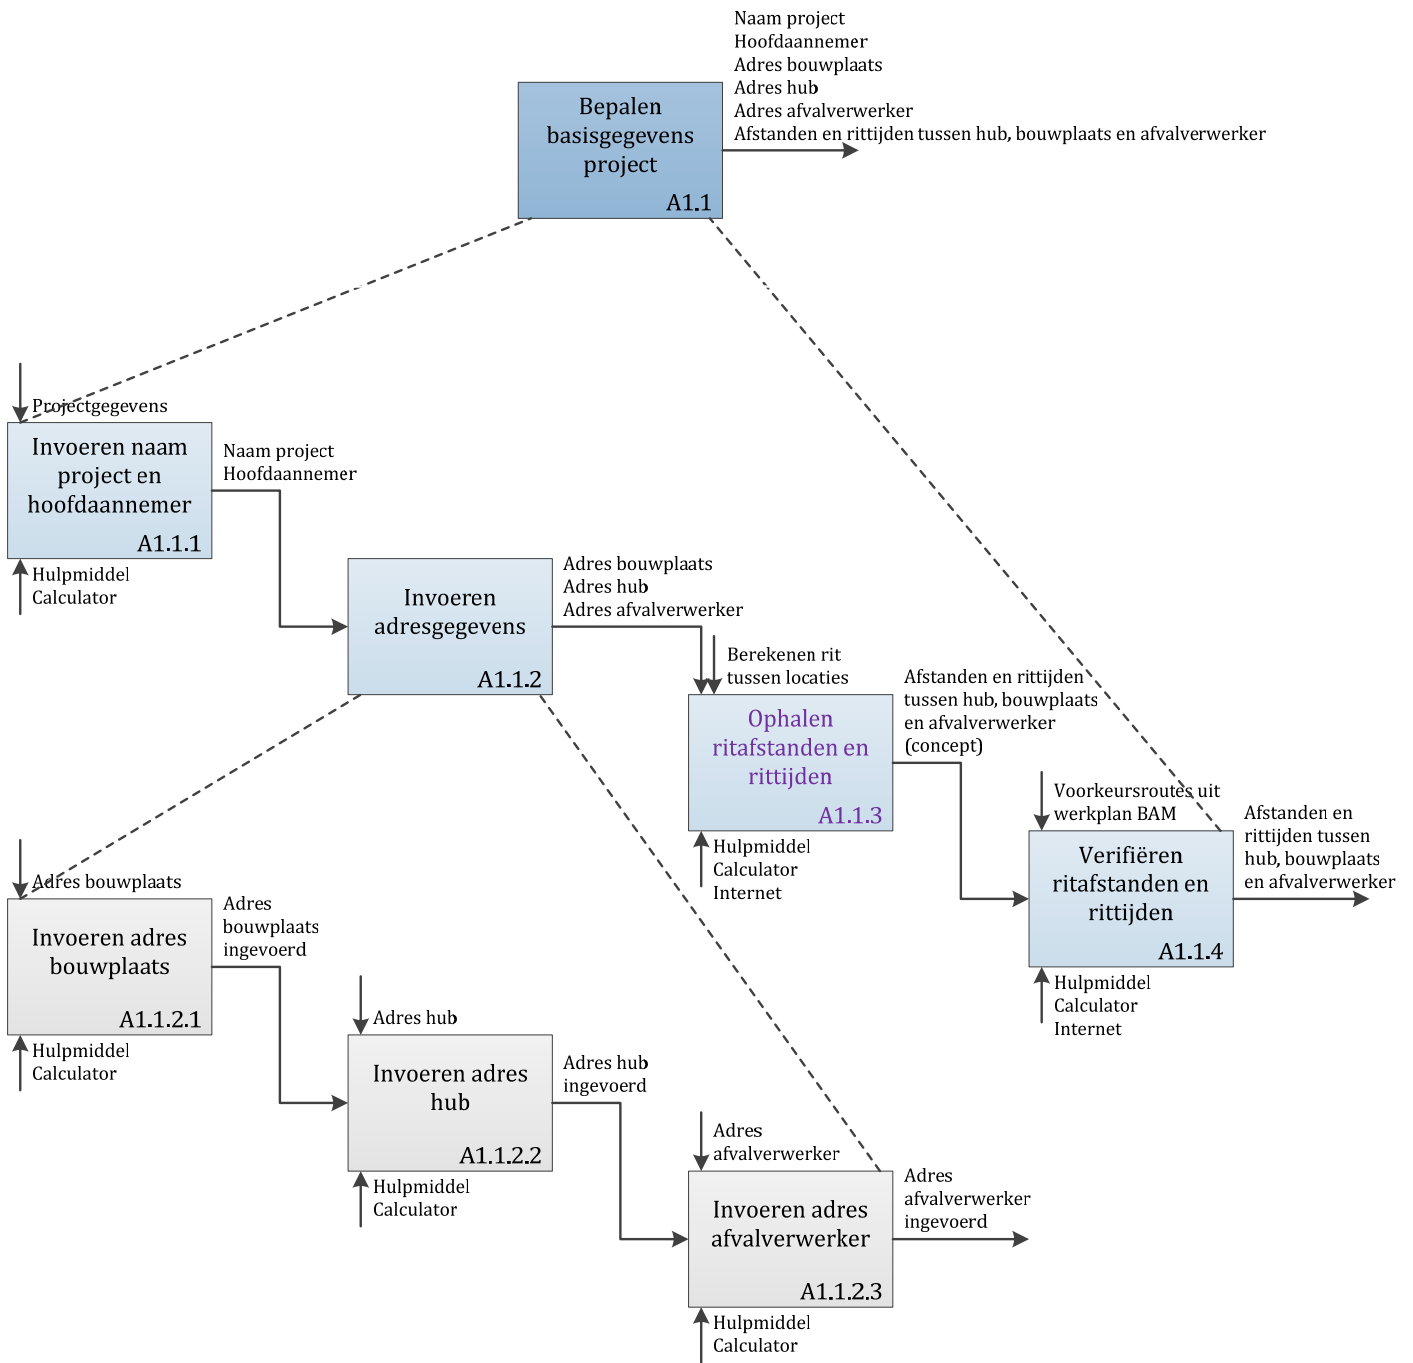 Naam project
Hoofdaannemer
Adres bouwplaats
Adres hub
Adres afvalverwerker
Afstanden en rittijden tussen hub, bouwplaats en afvalverwerker
Bepalen
basisgegevens
project
A1.1
Projectgegevens
Invoeren naam
project en
hoofdaannemer
A1.1.1
Hulpmiddel
Calculator
Naam project
Hoofdaannemer
Invoeren
adresgegevens
A1.1.2
Adres bouwplaats
Adres hub
Adres afvalverwerker
Berekenen rit
tussen locaties
Ophalen
ritafstanden en
rittijden
A1.1.3
Hulpmiddel
Calculator
Internet
Afstanden en rittijden
tussen hub, bouwplaats
en afvalverwerker
(concept)
Voorkeursroutes uit
werkplan BAM
Verifiëren
ritafstanden en
rittijden
A1.1.4
Hulpmiddel
Calculator
Internet
Afstanden en
rittijden tussen
hub, bouwplaats
en afvalverwerker
Adres bouwplaats
Invoeren adres
bouwplaats
A1.1.2.1
Hulpmiddel
Calculator
Adres
bouwplaats
ingevoerd
Adres hub
Invoeren adres
hub
A1.1.2.2
Hulpmiddel
Calculator
Adres hub
ingevoerd
Adres
afvalverwerker
Invoeren adres
afvalverwerker
A1.1.2.3
Hulpmiddel
Calculator
Adres
afvalverwerker
ingevoerd